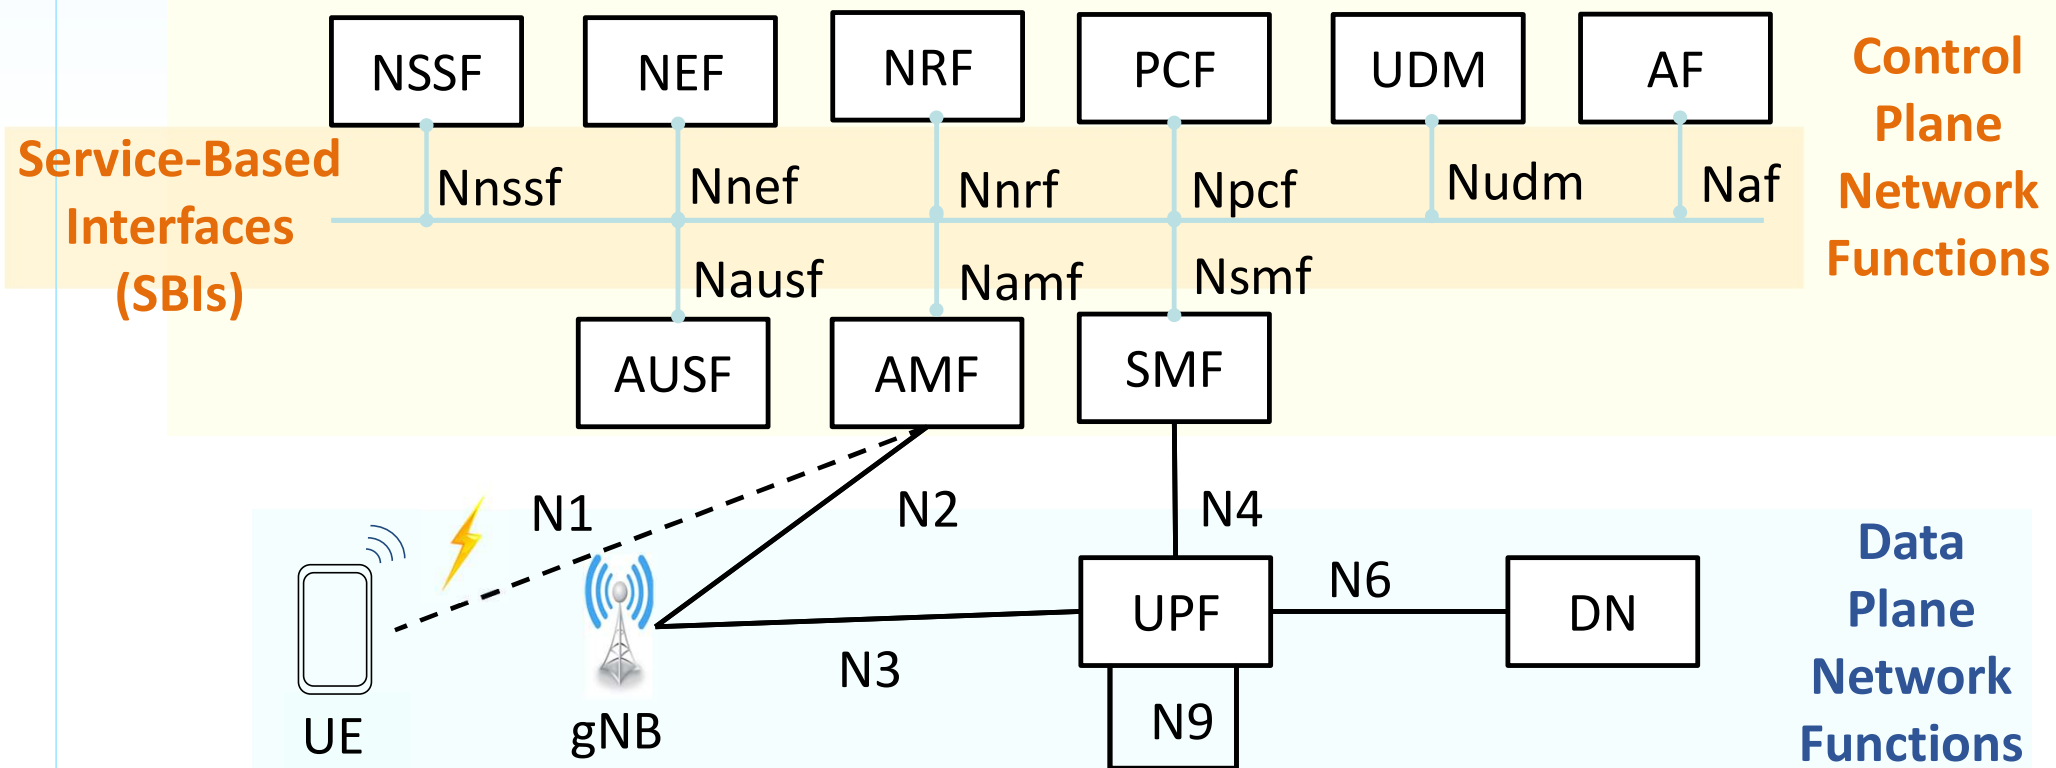 NSSF
NEF
NRF
PCF
UDM
AF
Control
Plane
Network
Functions
Service-Based
Interfaces
(SBIs)
Nnssf
Nnef
Nnrf
Npcf
Nudm
Naf
Nausf
Namf
Nsmf
AUSF
AMF
SMF
N1
N2
N4
UPF
N6
DN
N3
N9
UE
gNB
Data
Plane
Network
Functions